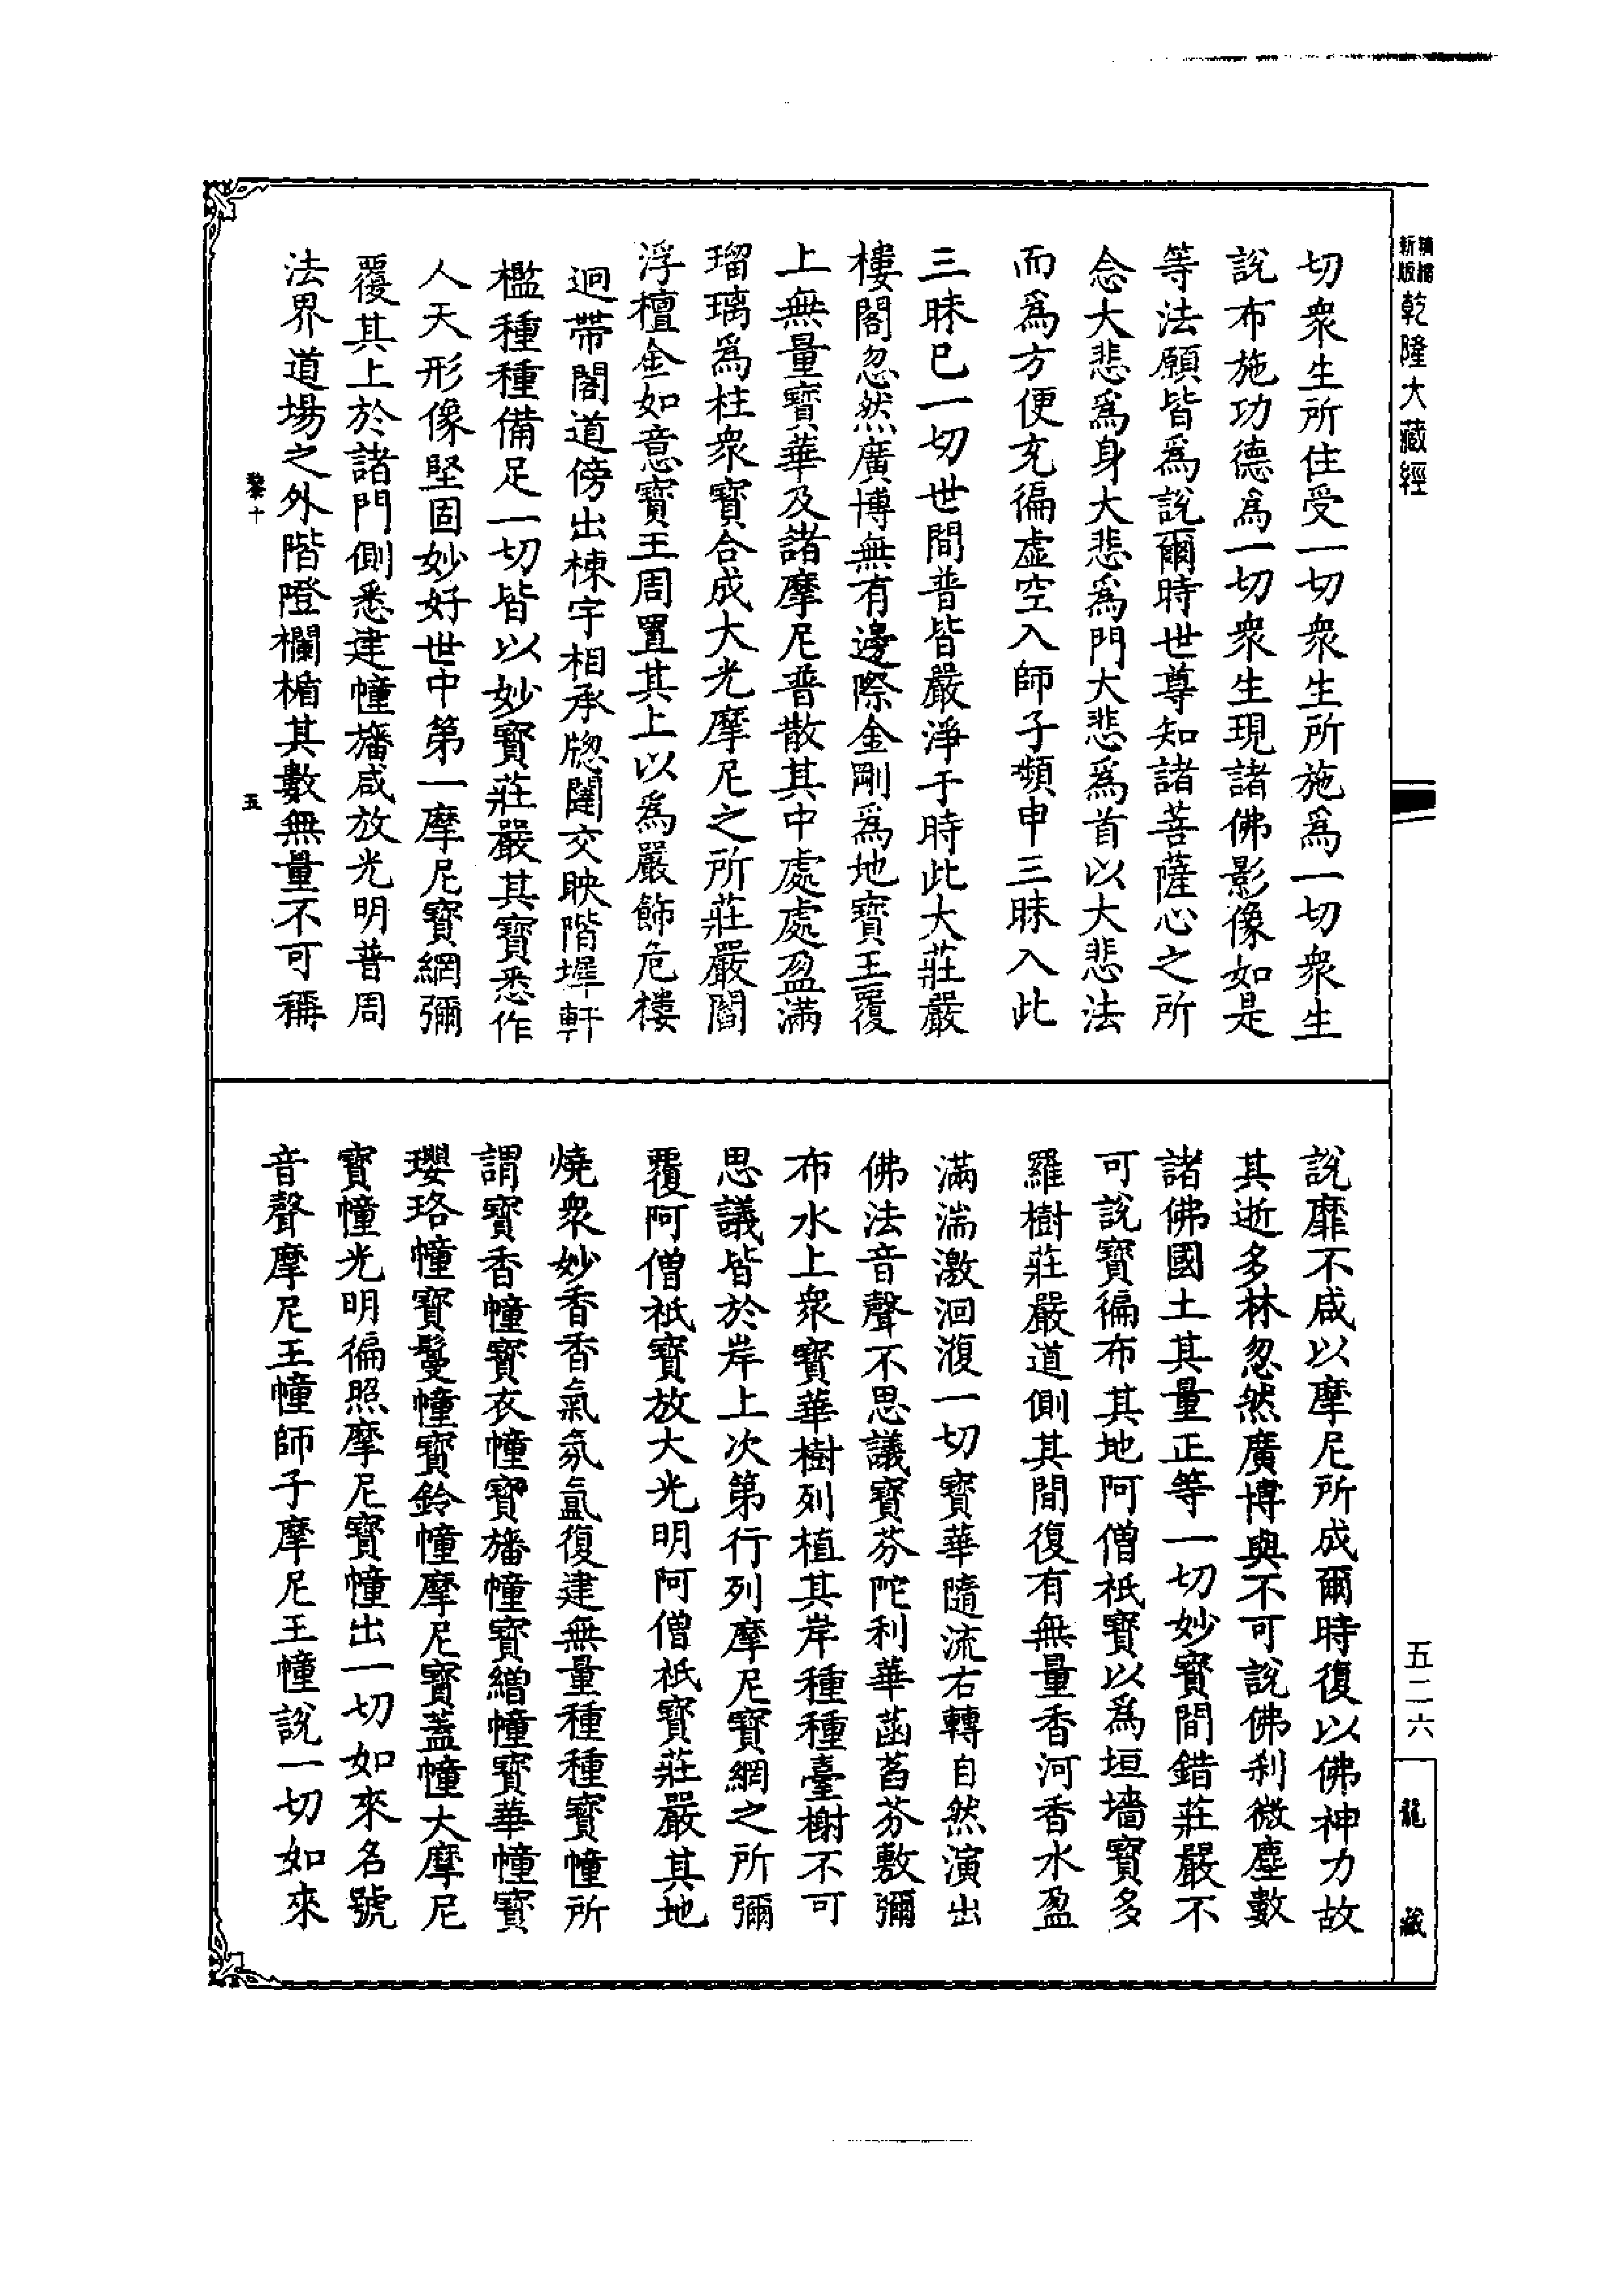 新版
乾隆大藏經
切衆生所住受一切衆生所施爲一切衆生
說布施功德爲一切衆生現諸佛影像如是
等法願皆爲說爾時世尊知諸菩薩心之所
念大悲爲身大悲爲門大悲爲首以大悲法
而爲方便充徧虛空入師子頻申三昧入此
三昧已一切世間普皆嚴淨于時此大莊嚴
樓閣忽然廣博無有邊際金剛爲地寶王覆
上無量寶華及諸摩尼普散其中處處盈滿
瑠璃爲柱衆寶合成大光摩尼之所莊嚴閻
浮檀金如意寶王周置其上以爲嚴飾危樓
迥帶閣道傍出棟宇相承牕闥交映階墀軒
檻種種備足一切皆以妙寶莊嚴其寶悉作
人天形像堅固妙好世中第一摩尼寶網彌
覆其上於諸門側悉建幢旛咸放光明普周
法界道場之外階隥欄楯其數無量不可稱
黎十
五
說靡不咸以摩尼所成爾時復以佛神力故
其逝多林忽然廣博與不可說佛刹微塵數
諸佛國土其量正等一切妙寶間錯莊嚴不
可說寶徧布其地阿僧祇寶以爲垣墻寶多
羅樹莊嚴道側其間復有無量香河香水盈
滿湍激洄澓一切寶華隨流右轉自然演出
佛法音聲不思議寶芬陀利華菡萏芬敷彌
布水上衆寶華樹列植其岸種種臺榭不可
思議皆於岸上次第行列摩尼寶網之所彌
覆阿僧祇寶放大光明阿僧祇寶莊嚴其地
燒衆妙香香氣氛氳復建無量種種寶幢所
謂寶香幢寶衣幢寶旛幢寶繒幢寶華幢寶
瓔珞幢寶鬘幢寶鈴幢摩尼寶蓋幢大摩尼
寶幢光明徧照摩尼寶幢出一切如來名號
音聲摩尼王幢師子摩尼王幢說一切如來
五二六
龍藏